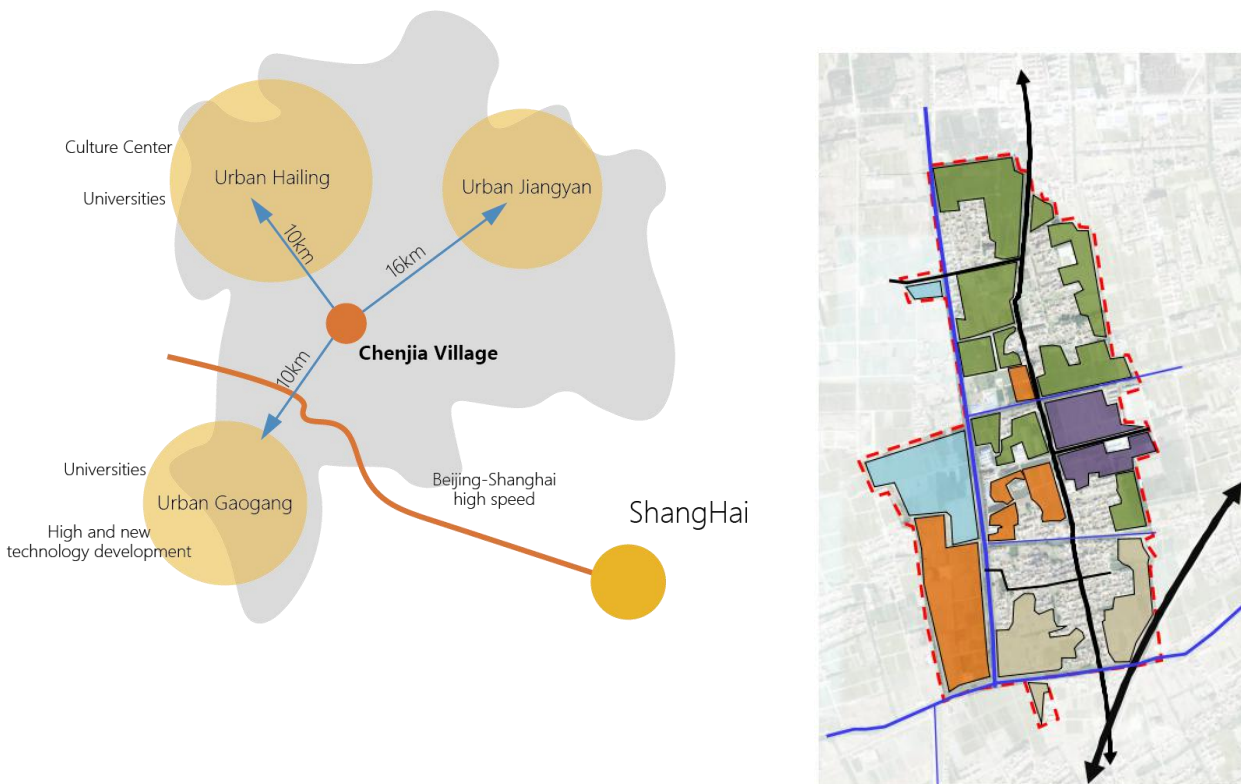 Culture Center
Universities
Urban Hailing
Urban Jiangyan
10km
16km
Chenjia Village
10km
Universities
Urban Gaogang
High and new
technology development
Beijing-Shanghai
high speed
ShangHai